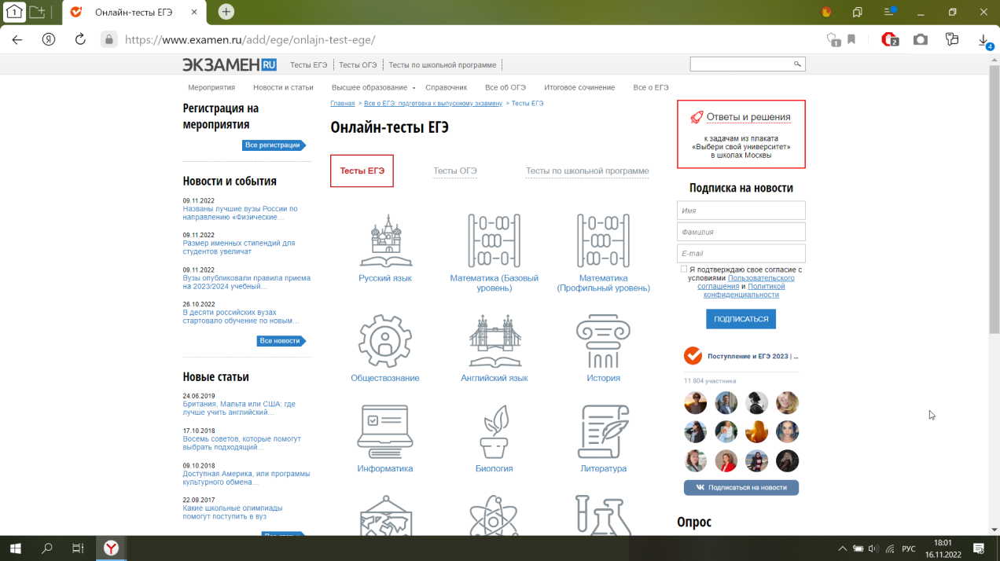 1
Онлайн-тесты ЕГЭ
https://www.examen.ru/add/ege/onlajn-test-ege/
1
2
4
ЭКЗАМЕН.RU
Тесты ЕГЭ
Тесты ОГЭ
Тесты по школьной программе
Мероприятия
Новости и статьи
Высшее образование
Справочник
Все об ОГЭ
Итоговое сочинение
Все о ЕГЭ
Регистрация на
мероприятия
Все регистрации
Новости и события
09.11.2022
Названы лучшие вузы России по
направлению «Физические...
09.11.2022
Размер именных стипендий для
студентов увеличат
09.11.2022
Вузы опубликовали правила приема
на 2023/2024 учебный...
26.10.2022
В десяти российских вузах
стартовало обучение по новым...
Все новости
Новые статьи
24.06.2019
Британия, Мальта или США: где
лучше учить английский...
17.10.2018
Восемь советов, которые помогут
выбрать подходящий...
09.10.2018
Доступная Америка, или программы
культурного обмена...
22.09.2017
Какие школьные олимпиады
помогут поступить в вуз
Главная > Все о ЕГЭ: подготовка к выпускному экзамену > Тесты ЕГЭ
Онлайн-тесты ЕГЭ
Тесты ЕГЭ
Тесты ОГЭ
Тесты по школьной программе
Русский язык
Математика (Базовый
уровень)
Математика
(Профильный уровень)
Обществознание
Английский язык
История
Информатика
Биология
Литература
Ответы и решения
к задачам из плаката
«Выбери свой университет»
в школах Москвы
Подписка на новости
Имя
Фамилия
E-mail
Я подтверждаю свое согласие с
условиями Пользовательского
соглашения и Политикой
конфиденциальности
ПОДПИСАТЬСЯ
Поступление и ЕГЭ 2023 | ...
11 804 участника
Подписаться на новости
Опрос
РУС
18:01
16.11.2022